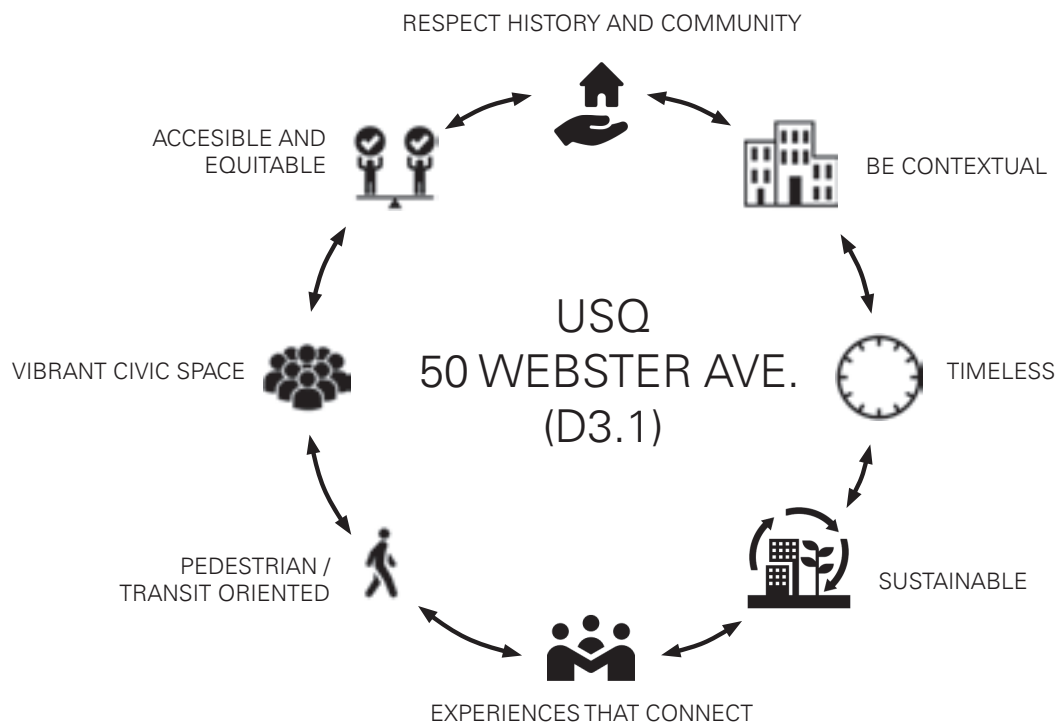 RESPECT HISTORY AND COMMUNITY
ACCESIBLE AND
EQUITABLE
BE CONTEXTUAL
USQ
50 WEBSTER AVE.
(D3.1)
VIBRANT CIVIC SPACE
TIMELESS
PEDESTRIAN /
TRANSIT ORIENTED
SUSTAINABLE
EXPERIENCES THAT CONNECT